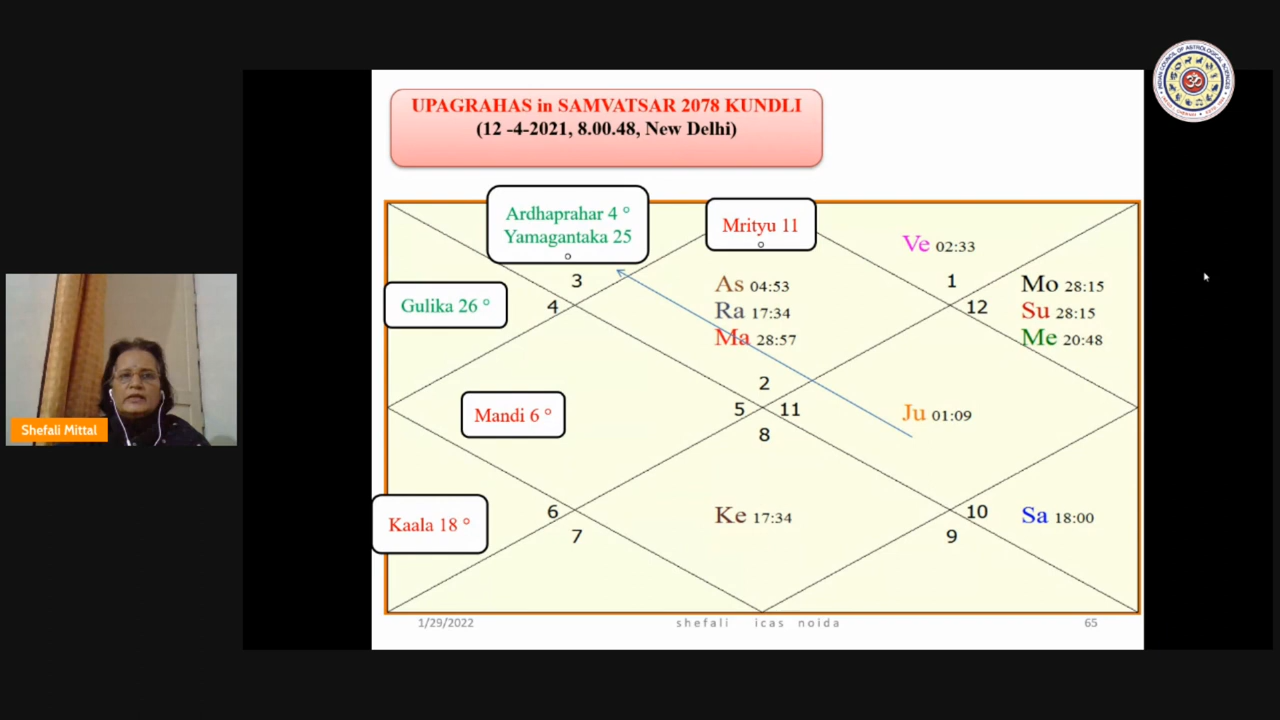 UPAGRAHAS in SAMVATSAR 2078 KUNDLI
(12 -4-2021, 8.00.48, New Delhi)
Ardhaprahar 4 °
Yamagantaka 25
°
Mrityu 11
°
Ve 02:33
3
1
Gulika 26 °
4
As 04:53
Ra 17:34
Ma 28:57
12
Mo 28:15
Su 28:15
Me 20:48
2
Mandi 6 °
5
11
Ju 01:09
8
Kaala 18 °
6
7
Ke 17:34
10
9
Sa 18:00
Shefali Mittal
1/29/2022
shefali icas noida
65